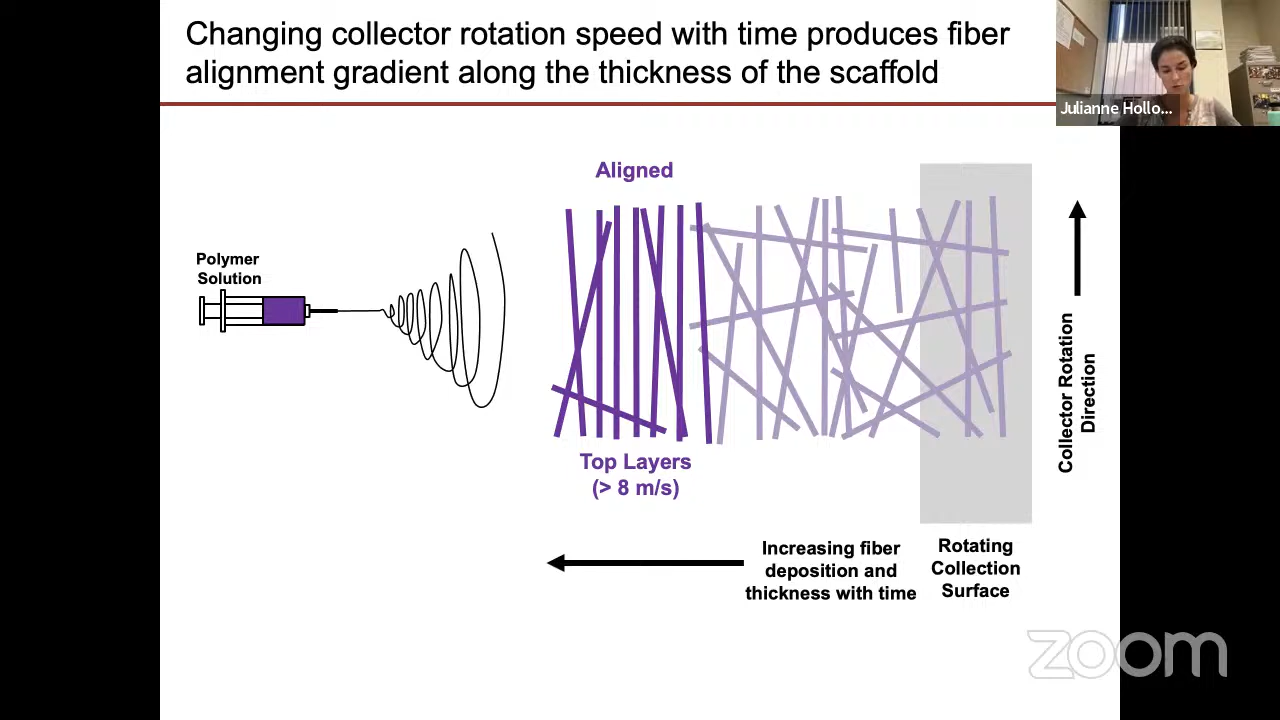 Changing collector rotation speed with time produces fiber
alignment gradient along the thickness of the scaffold
Julianne Hollo...
Aligned
Polymer
Solution
Top Layers
(> 8 m/s)
Collector Rotation
Direction
Increasing fiber
deposition and
thickness with time
Rotating
Collection
Surface
zoom